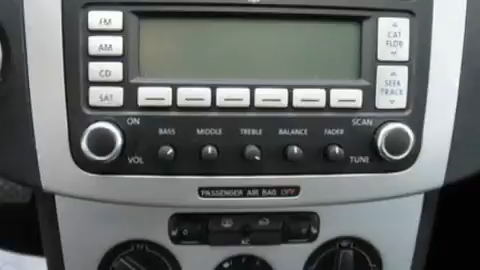 FM
AM
CD
SAT
CAT
FLDR
SEEK
TRACK
ON
VOL
BASS
MIDDLE
TREBLE
BALANCE
FADER
SCAN
TUNE
PASSENGER AIR BAG OFF
AC